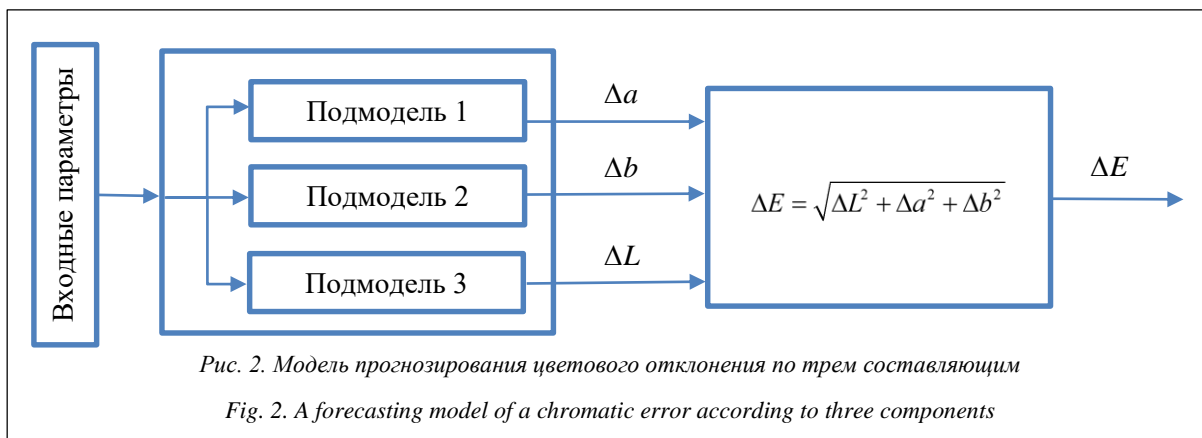 Входные параметры
Подмодель 1
Δa
Подмодель 2
Δb
Подмодель 3
ΔL
ΔE = √(ΔL² + Δa² + Δb²)
ΔE
Рис. 2. Модель прогнозирования цветового отклонения по трем составляющим
Fig. 2. A forecasting model of a chromatic error according to three components